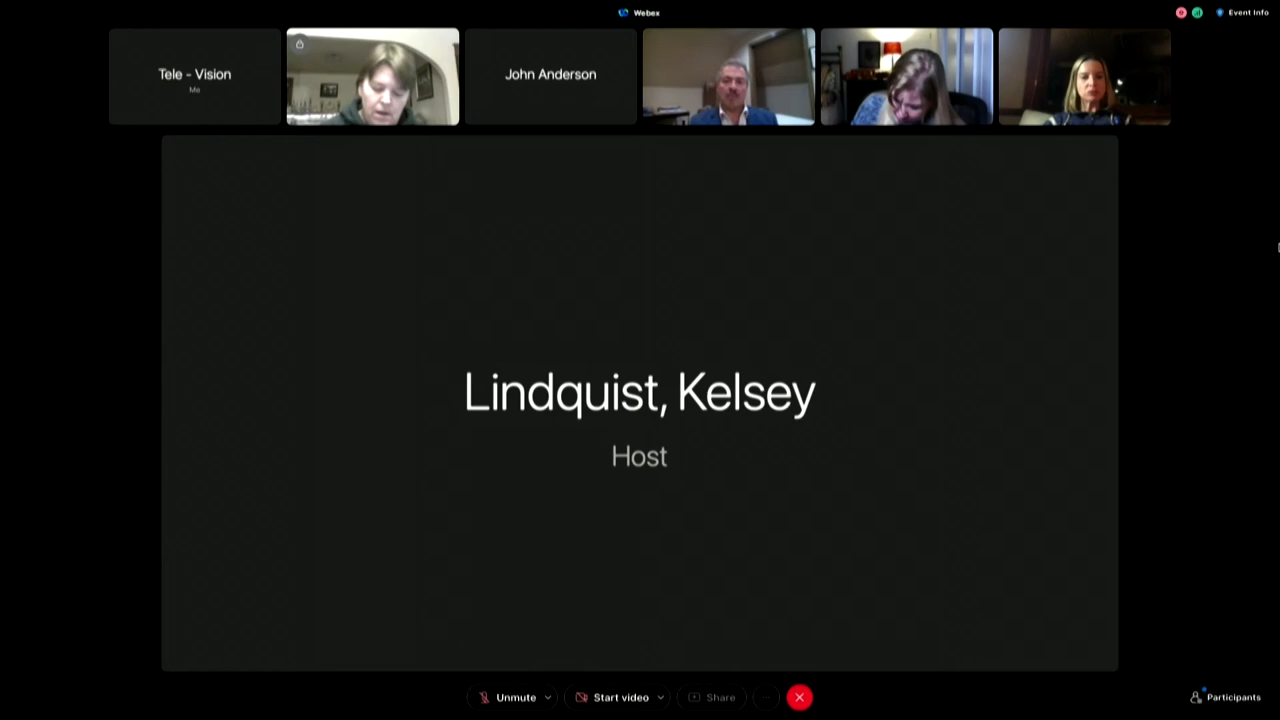 Webex
Event Info
Tele - Vision
Me
John Anderson
Lindquist, Kelsey
Host
Unmute
Start video
Share
Participants